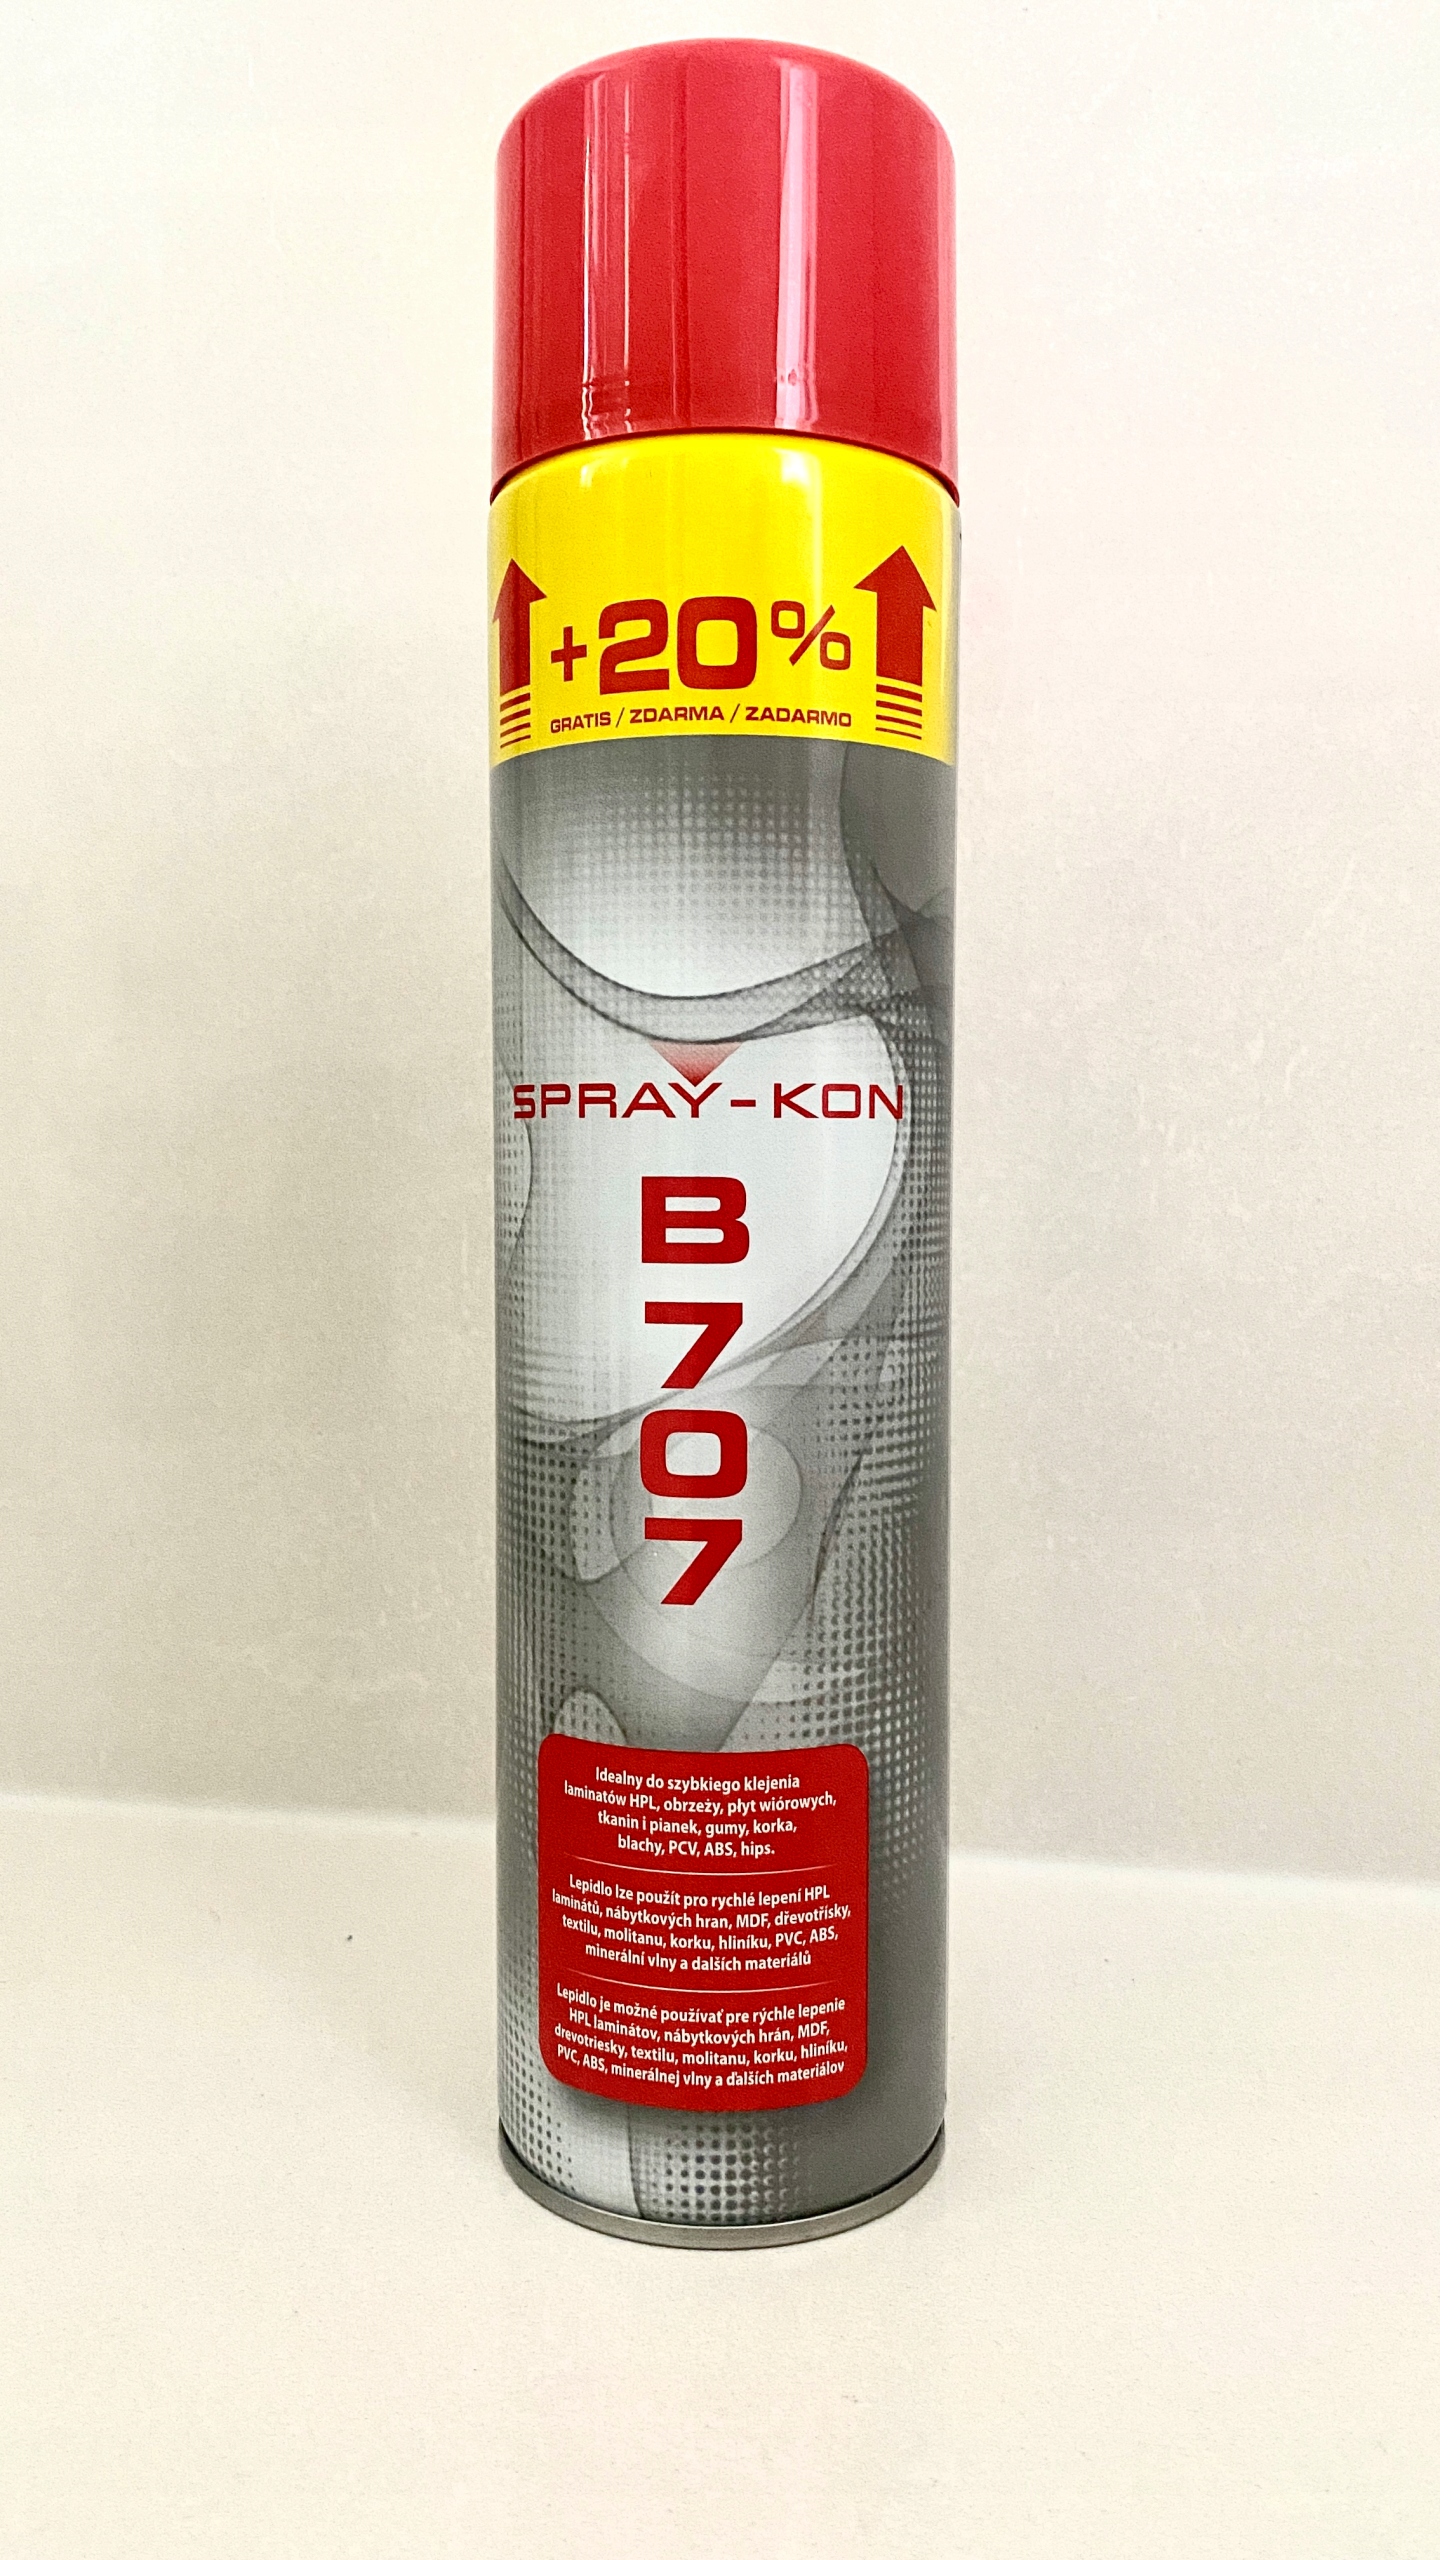 +20%
GRATIS / ZDARMA / ZADARMO
SPRAY-KON
B
7
0
7
Idealny do szybkiego klejenia
laminatów HPL, obrzeży, płyt wiórowych,
tkanin i pianek, gumy, korka,
blachy, PCV, ABS, hips.
Lepidlo lze použít pro rychlé lepení HPL
laminátů, nábytkových hran, MDF, dřevotřísky,
textilu, molitanu, korku, hliníku, PVC, ABS,
minerální vlny a dalších materiálů
Lepidlo je možné používať pre rýchle lepenie
HPL laminátov, nábytkových hrán, MDF,
drevotriesky, textilu, molitanu, korku, hliníku,
PVC, ABS, minerálnej vlny a ďalších materiálov